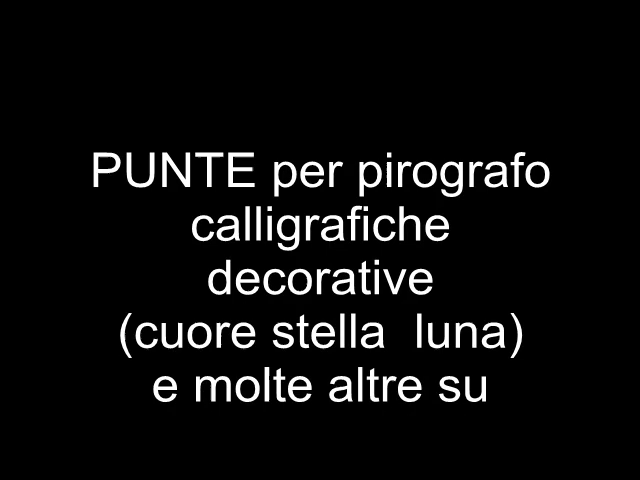 PUNTE per pirografo
calligrafiche
decorative
(cuore stella  luna)
e molte altre su